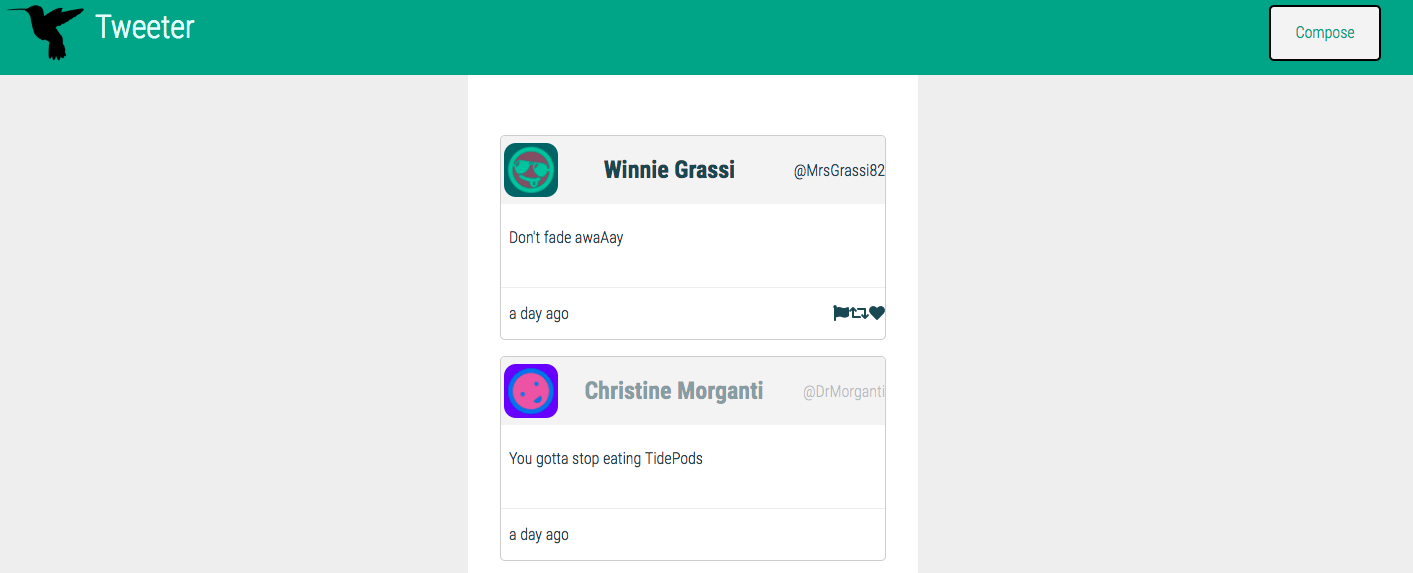 Tweeter
Compose
Winnie Grassi
@MrsGrassi82
Don't fade awaAay
a day ago
Christine Morganti
@DrMorganti
You gotta stop eating TidePods
a day ago